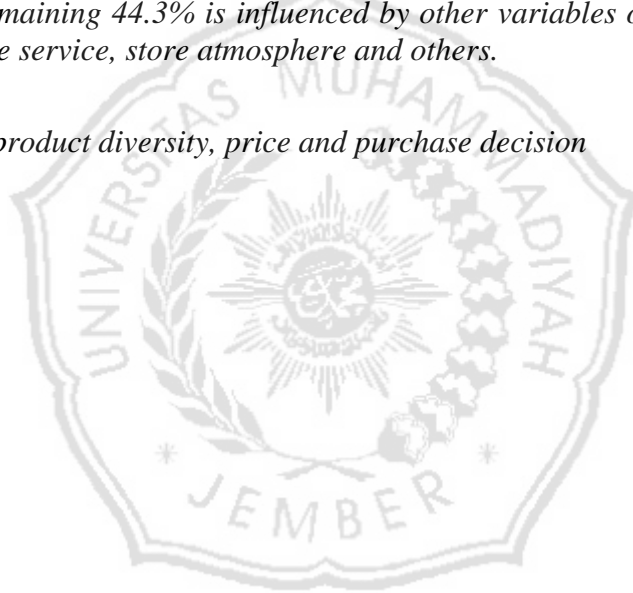 maining 44.3% is influenced by other variables o
e service, store atmosphere and others.
product diversity, price and purchase decision
UNIVERSITAS MUHAMMADIYAH
* JEMBER *